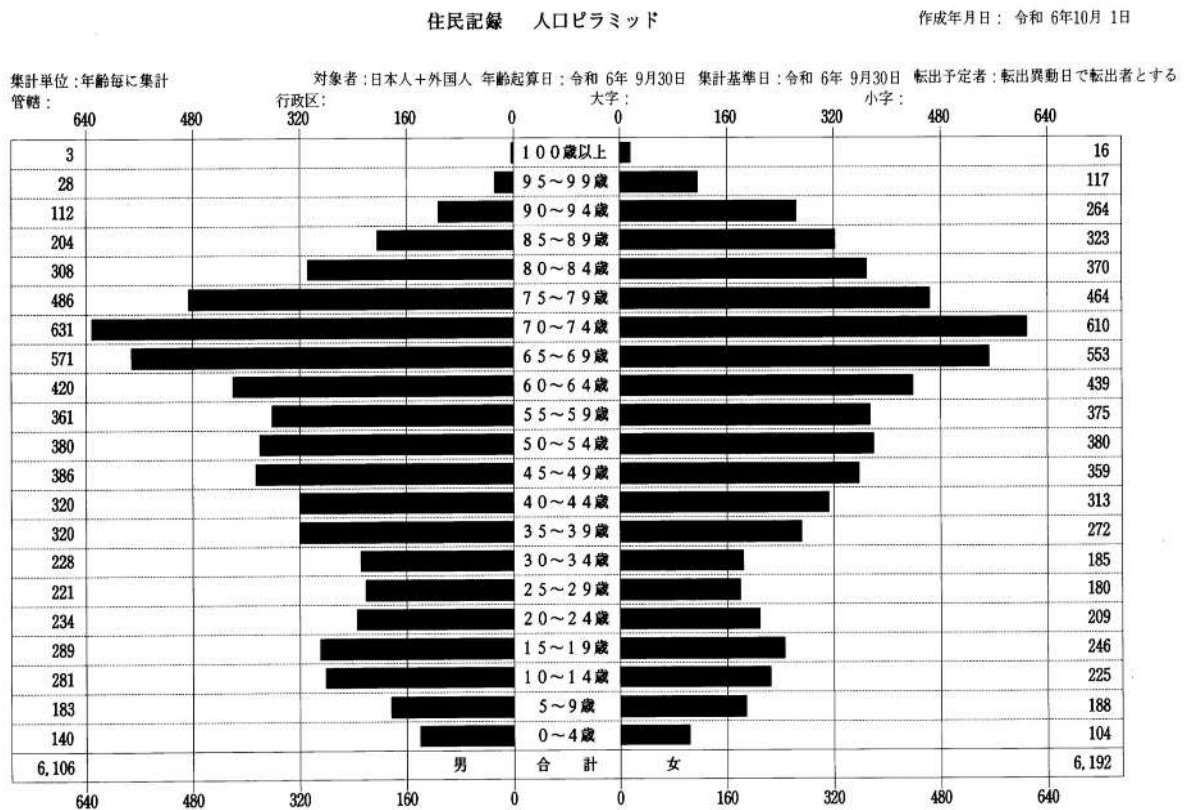 住民記録 人口ピラミッド
作成年月日: 令和 6年10月 1日
集計単位:年齢毎に集計 対象者:日本人+外国人 年齢起算日:令和 6年 9月30日 集計基準日:令和 6年 9月30日 転出予定者:転出異動日で転出者とする
管轄: 行政区: 大字: 小字:
640 480 320 160 0 0 160 320 480 640
3 100歳以上 16
28 95~99歳 117
112 90~94歳 264
204 85~89歳 323
308 80~84歳 370
486 75~79歳 464
631 70~74歳 610
571 65~69歳 553
420 60~64歳 439
361 55~59歳 375
380 50~54歳 380
386 45~49歳 359
320 40~44歳 313
320 35~39歳 272
228 30~34歳 185
221 25~29歳 180
234 20~24歳 209
289 15~19歳 246
281 10~14歳 225
183 5~9歳 188
140 0~4歳 104
6,106 男 合 計 女 6,192
640 480 320 160 0 0 160 320 480 640